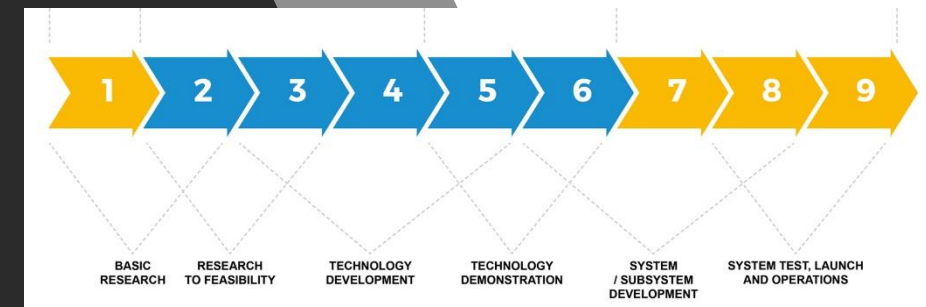 1 2 3 4 5 6 7 8 9
BASIC
RESEARCH
RESEARCH
TO FEASIBILITY
TECHNOLOGY
DEVELOPMENT
TECHNOLOGY
DEMONSTRATION
SYSTEM
/ SUBSYSTEM
DEVELOPMENT
SYSTEM TEST, LAUNCH
AND OPERATIONS